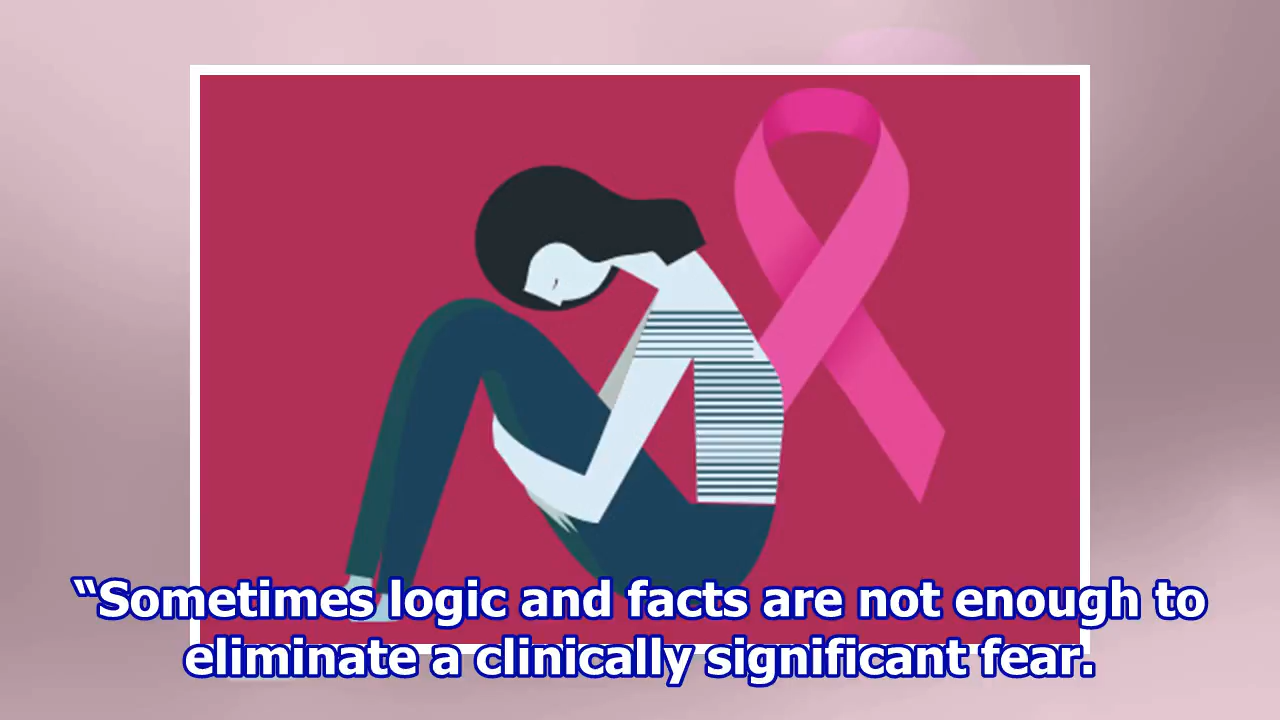 “Sometimes logic and facts are not enough to
eliminate a clinically significant fear.